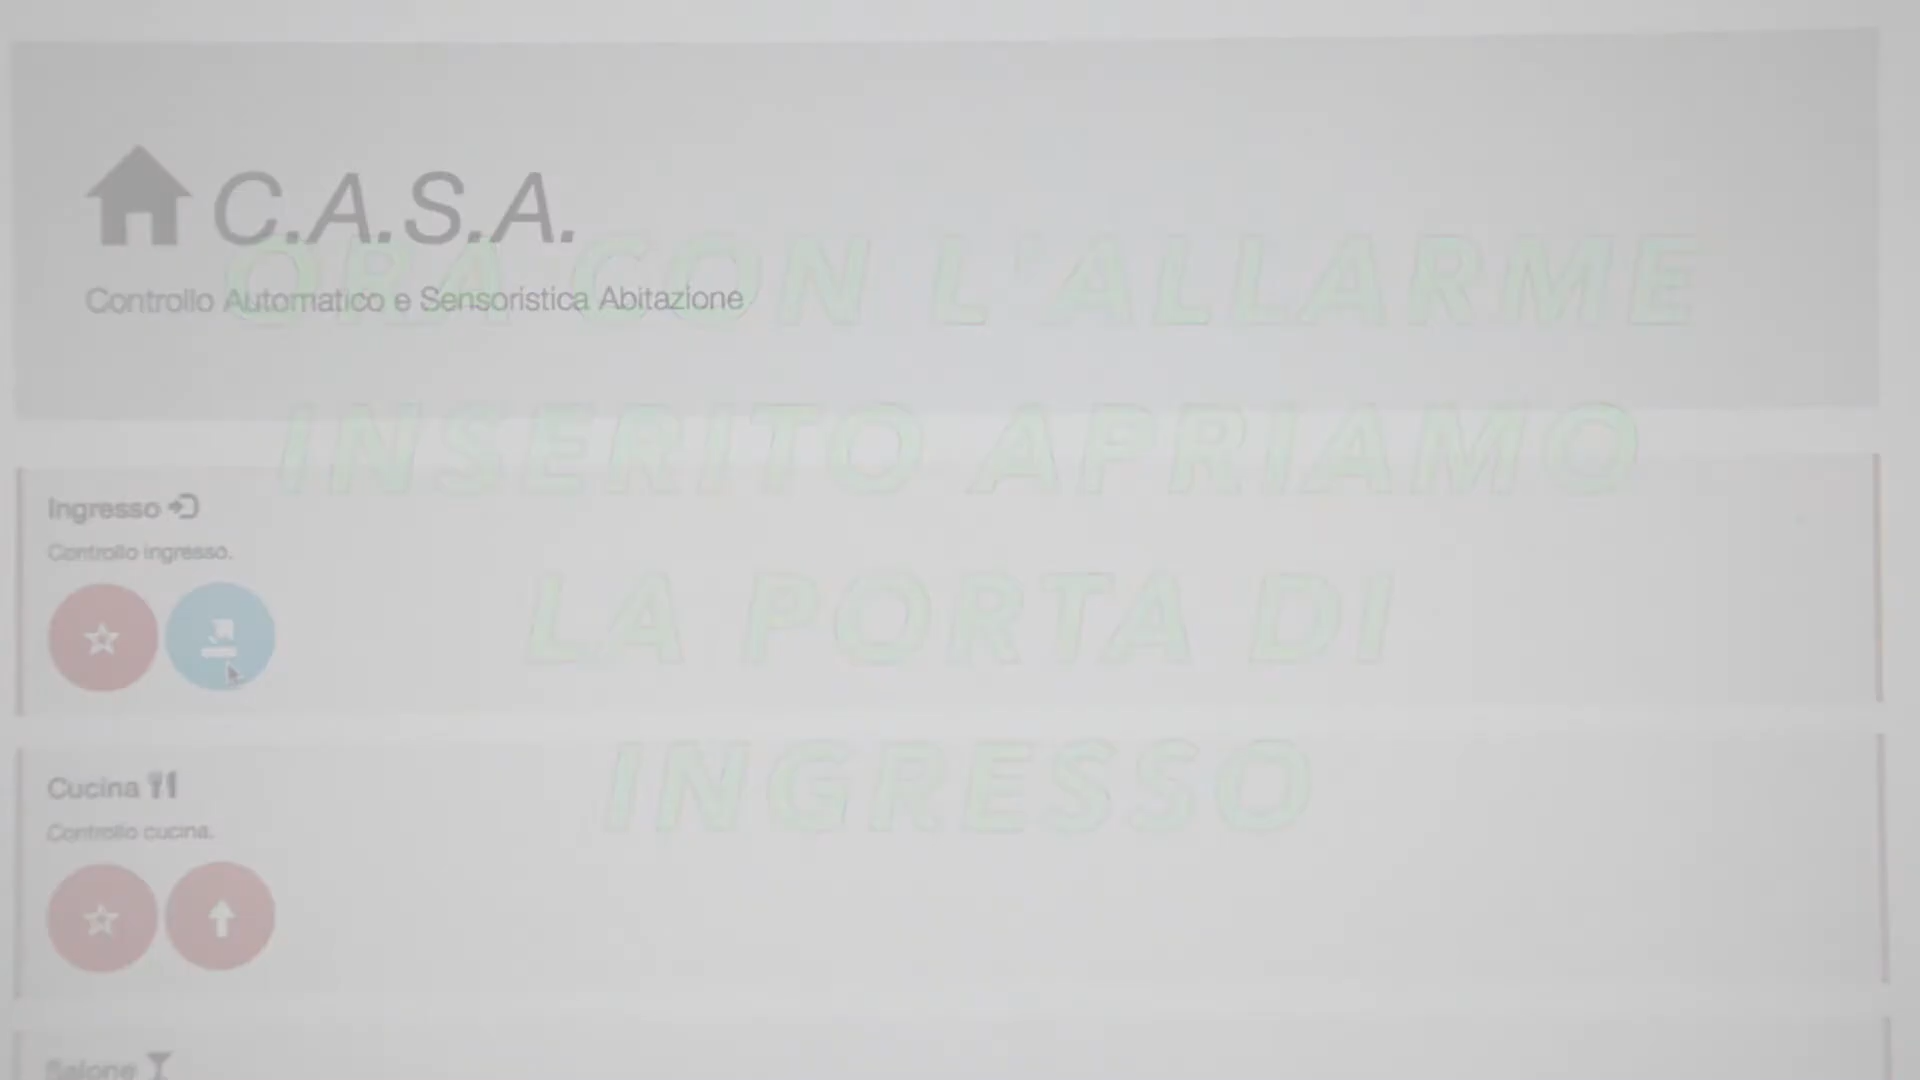 C.A.S.A.
Controllo Automatico e Sensoristica Abitazione
ORA CON L'ALLARME
INSERITO APRIAMO
LA PORTA DI
INGRESSO
Ingresso
Controllo ingresso.
Cucina
Controllo cucina.
Salone